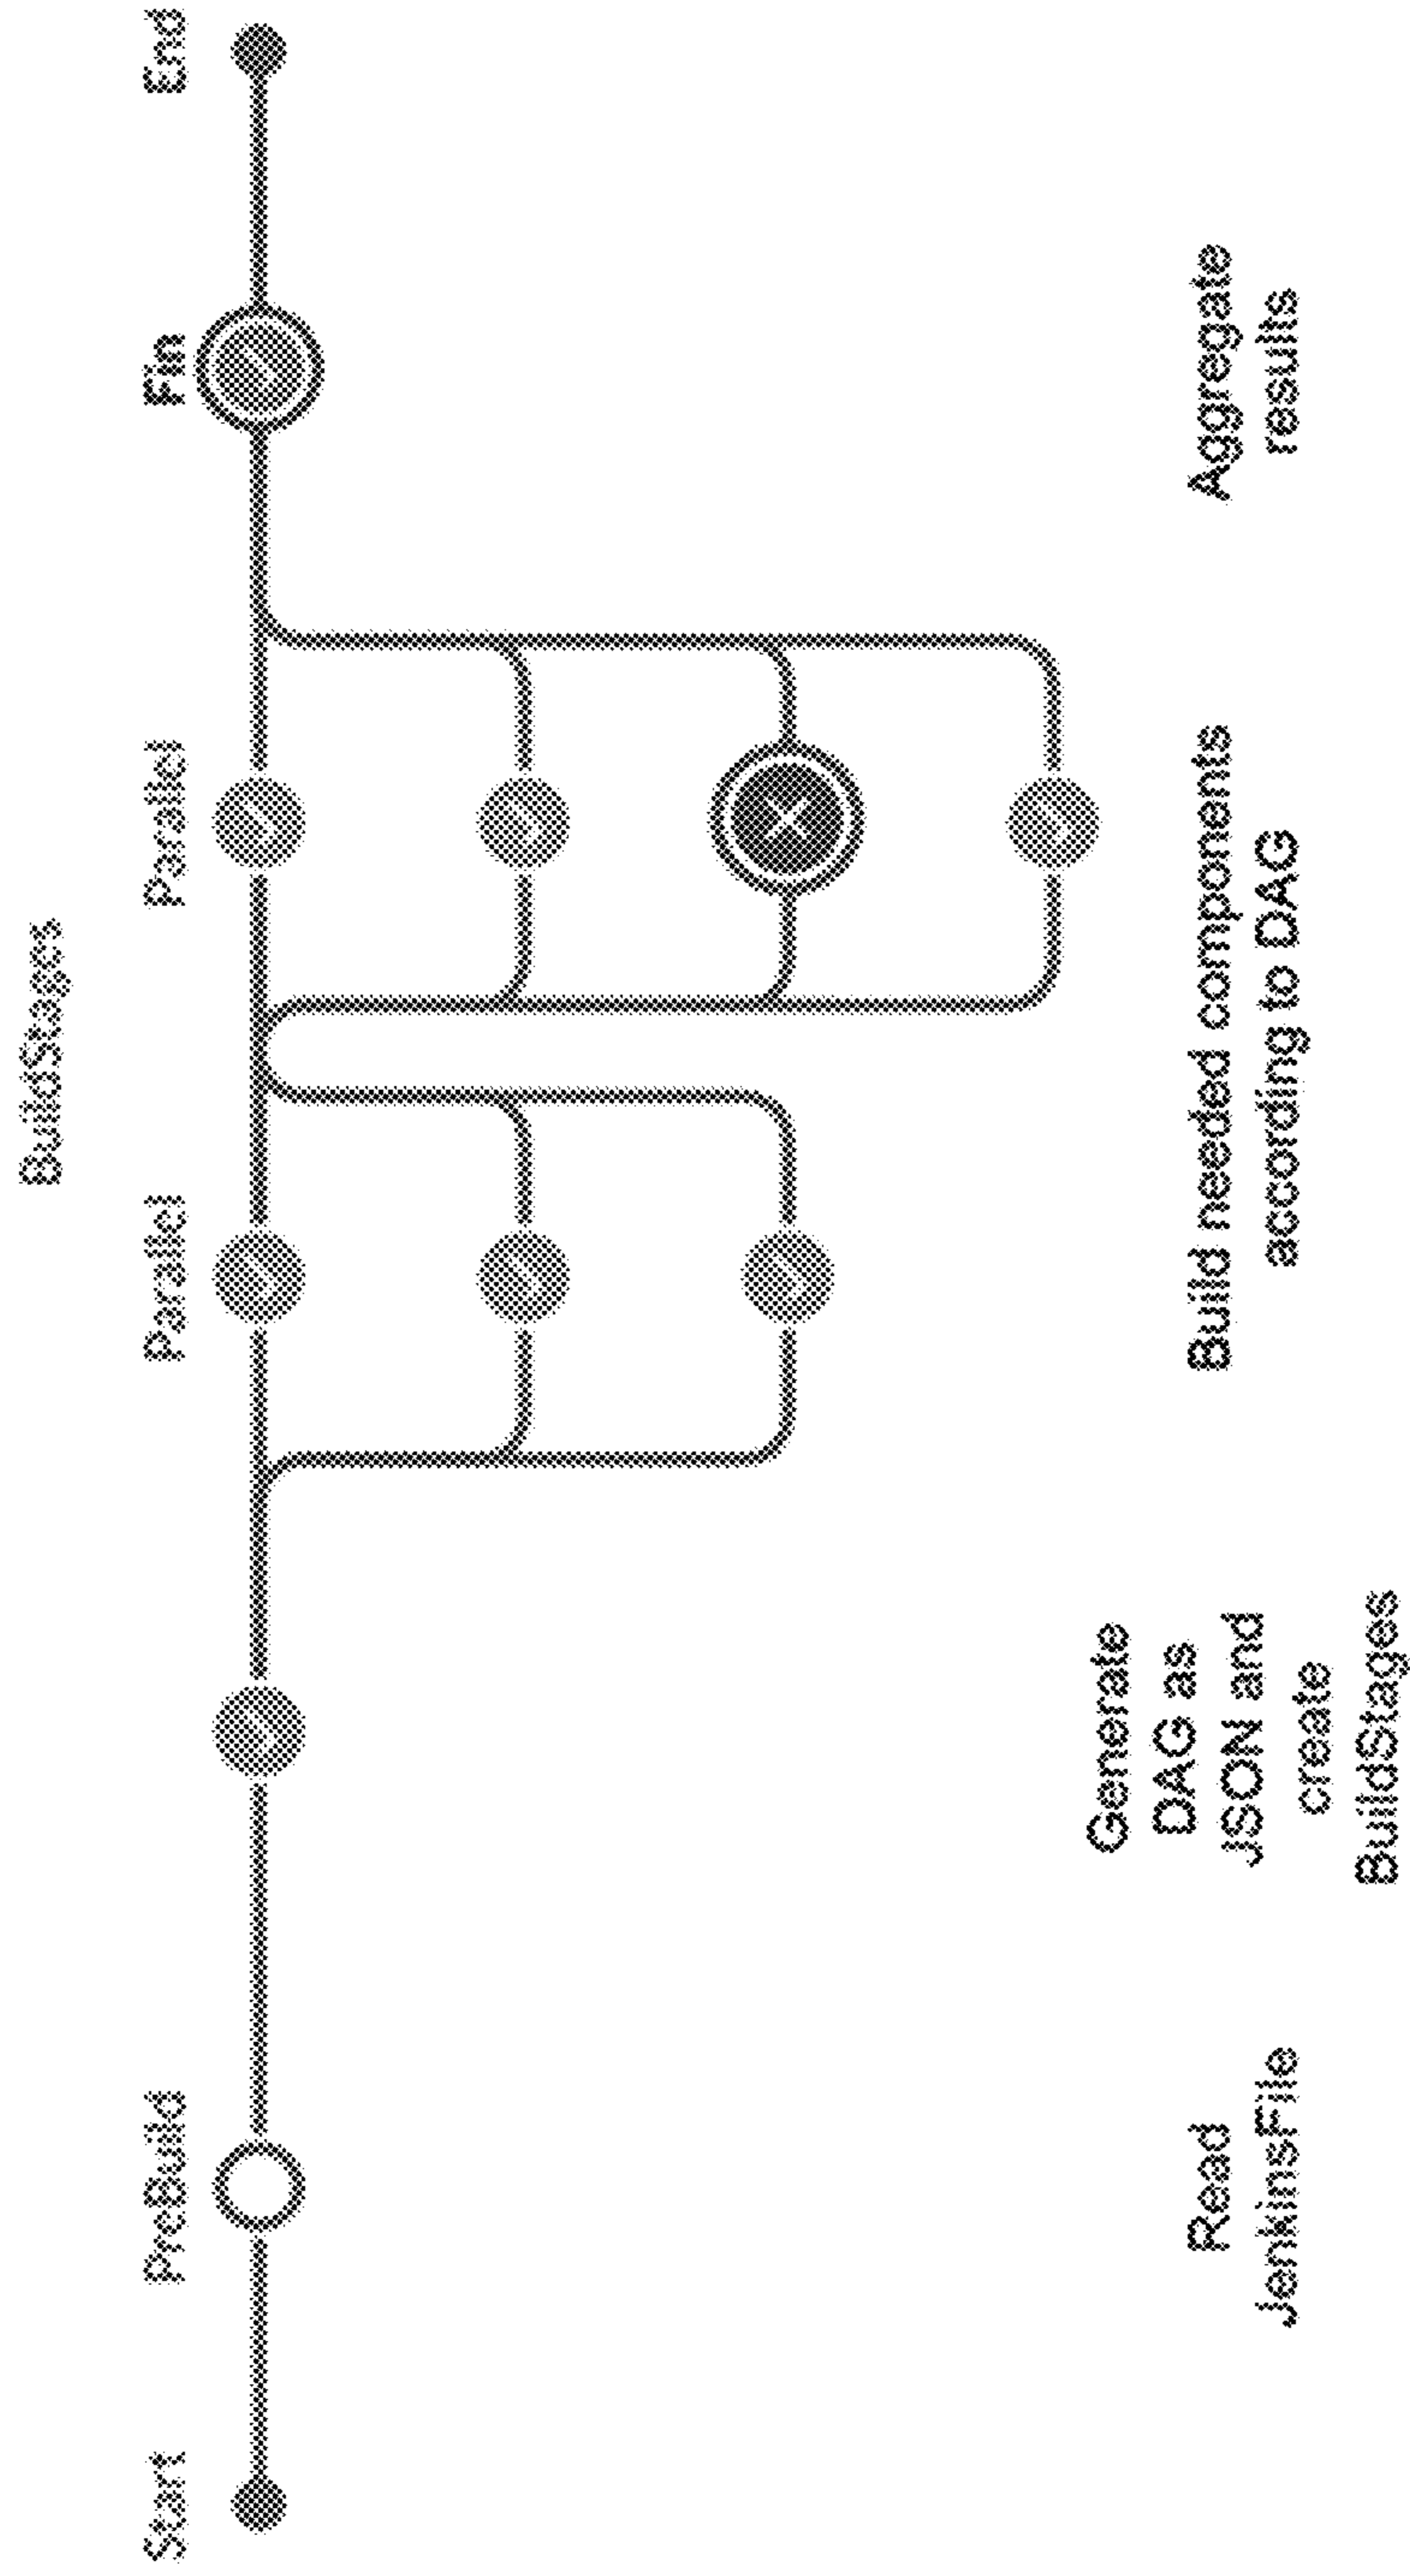 BuildStages
Start
PreBuild
Parallel
Parallel
Fin
End
Read
JenkinsFile
Generate
DAG as
JSON and
create
BuildStages
Build needed components
according to DAG
Aggregate
results